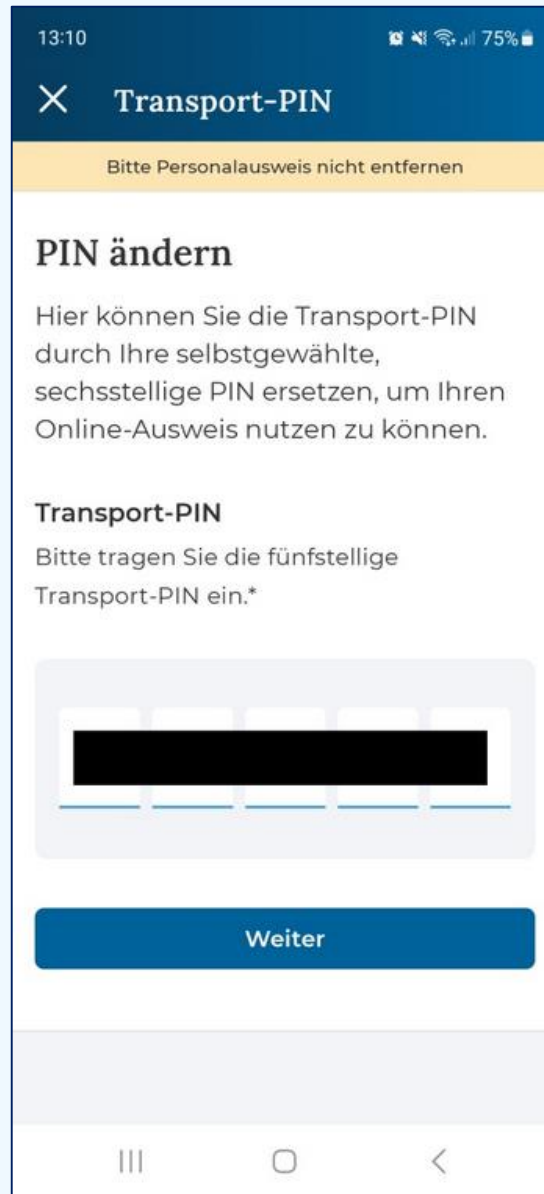 13:10 75%
Transport-PIN
Bitte Personalausweis nicht entfernen
PIN ändern
Hier können Sie die Transport-PIN
durch Ihre selbstgewählte,
sechsstellige PIN ersetzen, um Ihren
Online-Ausweis nutzen zu können.
Transport-PIN
Bitte tragen Sie die fünfstellige
Transport-PIN ein.*
Weiter